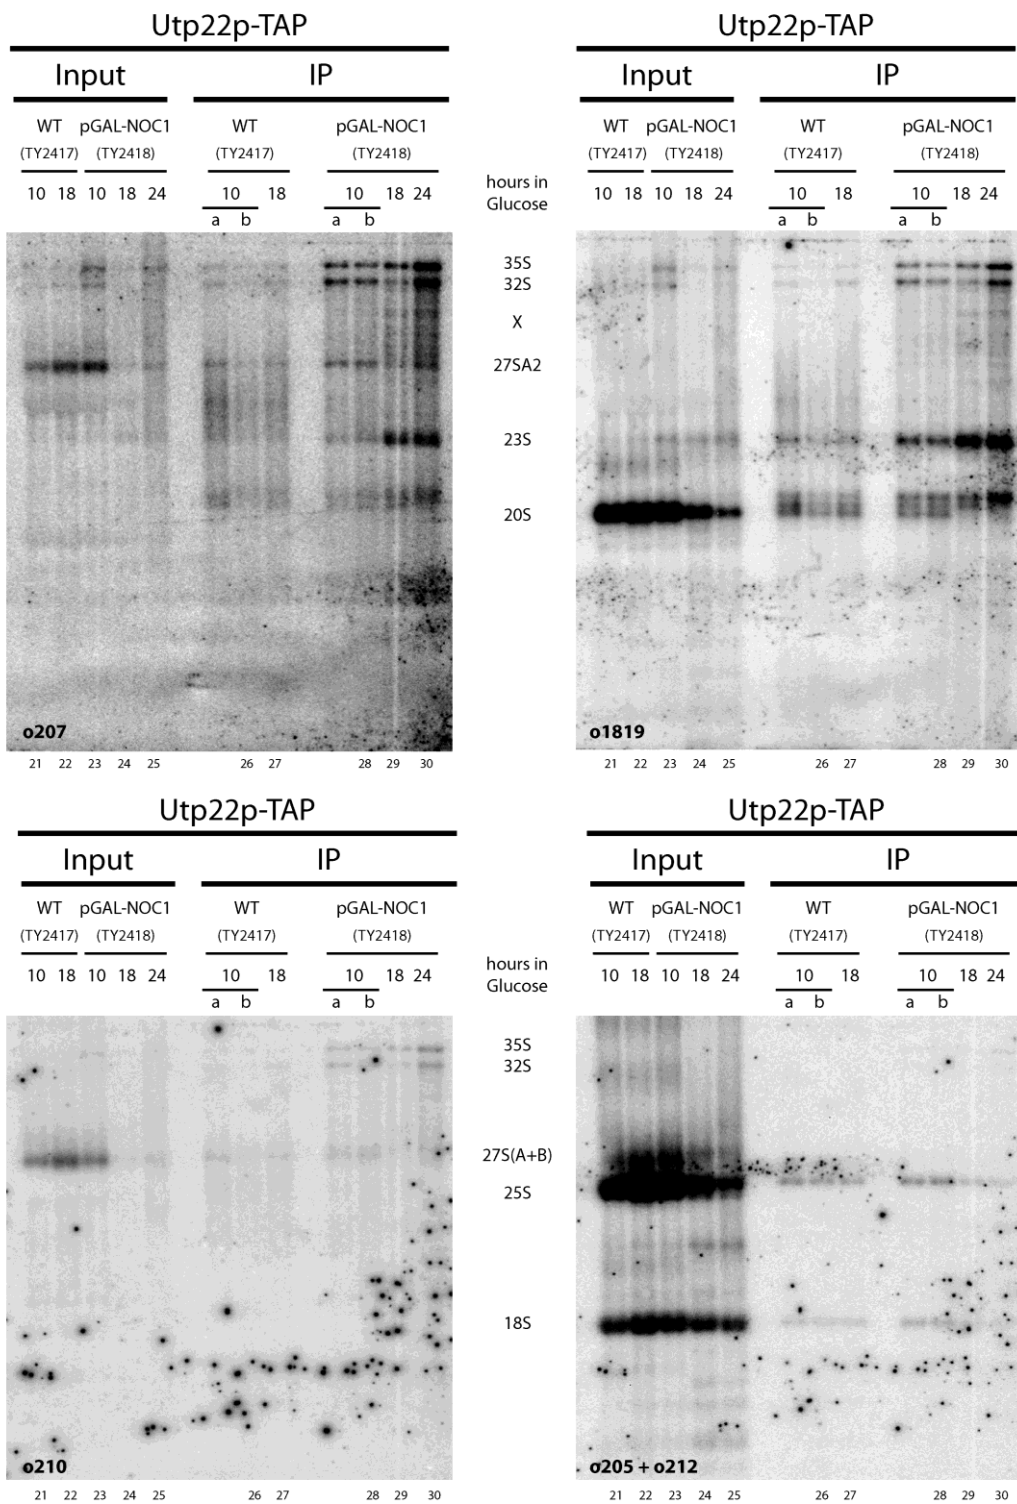 Utp22p-TAP
Input IP
WT pGAL-NOC1 WT pGAL-NOC1
(TY2417) (TY2418) (TY2417) (TY2418)
10 18 10 18 24 10 18 10 18 24
a b a b
o207
21 22 23 24 25 26 27 28 29 30
hours in
Glucose
35S
32S
X
27SA2
23S
20S
Utp22p-TAP
Input IP
WT pGAL-NOC1 WT pGAL-NOC1
(TY2417) (TY2418) (TY2417) (TY2418)
10 18 10 18 24 10 18 10 18 24
a b a b
o1819
21 22 23 24 25 26 27 28 29 30
Utp22p-TAP
Input IP
WT pGAL-NOC1 WT pGAL-NOC1
(TY2417) (TY2418) (TY2417) (TY2418)
10 18 10 18 24 10 18 10 18 24
a b a b
o210
21 22 23 24 25 26 27 28 29 30
hours in
Glucose
35S
32S
27S(A+B)
25S
18S
Utp22p-TAP
Input IP
WT pGAL-NOC1 WT pGAL-NOC1
(TY2417) (TY2418) (TY2417) (TY2418)
10 18 10 18 24 10 18 10 18 24
a b a b
o205 + o212
21 22 23 24 25 26 27 28 29 30